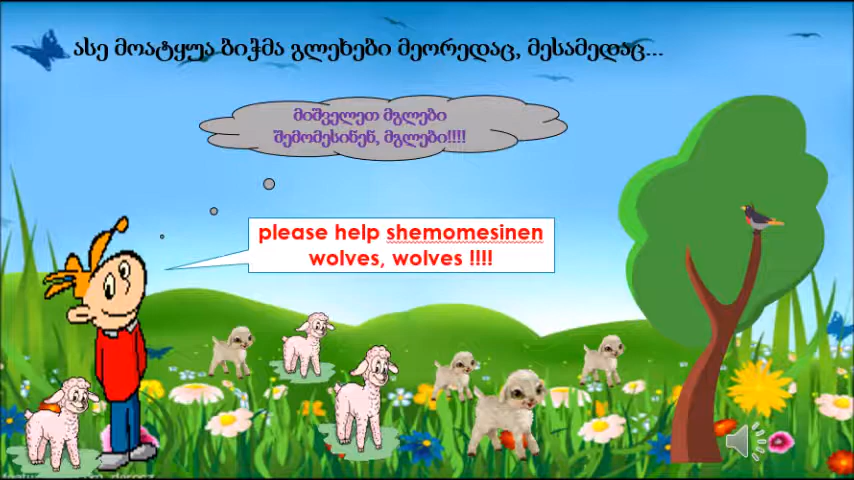 ასე მოატყუა ბიჭმა გლეხები მეორედაც, მესამედაც...
მიშველეთ მგლები
შემომესინენ, მგლები!!!!
please help shemomesinen
wolves, wolves !!!!